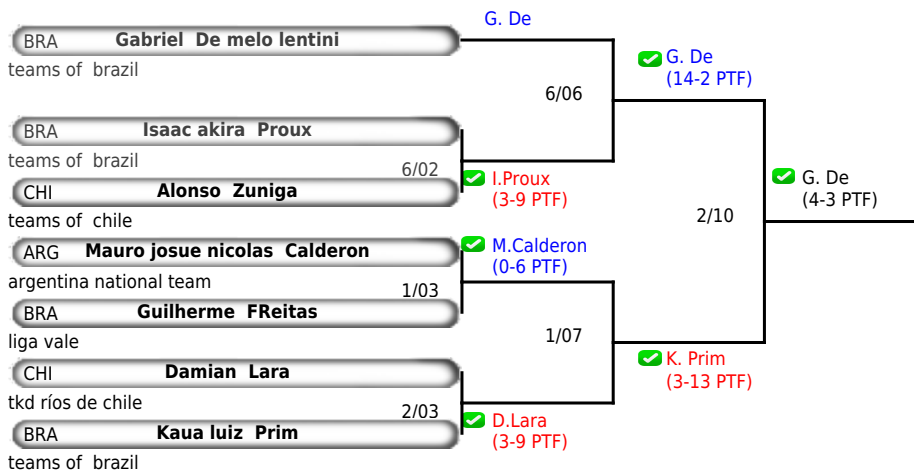 G. De
BRA Gabriel De melo lentini
teams of brazil
G. De
(14-2 PTF)
6/06
BRA Isaac akira Proux
teams of brazil
6/02
I.Proux
(3-9 PTF)
CHI Alonso Zuniga
teams of chile
G. De
(4-3 PTF)
2/10
ARG Mauro josue nicolas Calderon
argentina national team
M.Calderon
(0-6 PTF)
1/03
BRA Guilherme FReitas
liga vale
1/07
K. Prim
(3-13 PTF)
CHI Damian Lara
tkd ríos de chile
2/03
D.Lara
(3-9 PTF)
BRA Kaua luiz Prim
teams of brazil